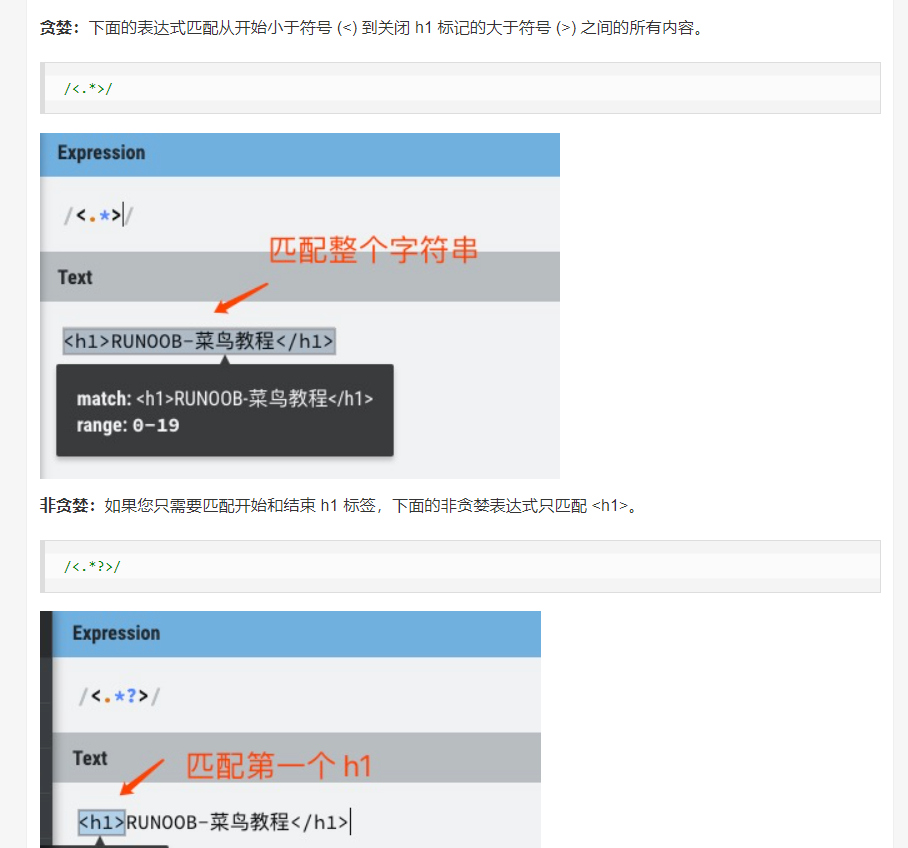 贪婪：下面的表达式匹配从开始小于符号 (<) 到关闭 h1 标记的大于符号 (>) 之间的所有内容。
/<.*>/
Expression
/<.*>/
匹配整个字符串
Text
<h1>RUNOOB-菜鸟教程</h1>
match: <h1>RUNOOB-菜鸟教程</h1>
range: 0-19
非贪婪：如果您只需要匹配开始和结束 h1 标签，下面的非贪婪表达式只匹配 <h1>。
/<.*?>/
Expression
/<.*?>/
Text
匹配第一个 h1
<h1>RUNOOB-菜鸟教程</h1>